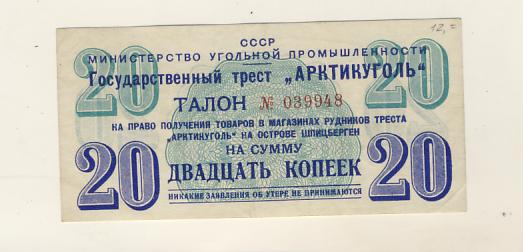 12,=
СССР
МИНИСТЕРСТВО УГОЛЬНОЙ ПРОМЫШЛЕННОСТИ
Государственный трест „АРКТИКУГОЛЬ“
20 20
ТАЛОН № 039948
НА ПРАВО ПОЛУЧЕНИЯ ТОВАРОВ В МАГАЗИНАХ РУДНИКОВ ТРЕСТА
„АРКТИКУГОЛЬ“ НА ОСТРОВЕ ШПИЦБЕРГЕН
НА СУММУ
20 ДВАДЦАТЬ КОПЕЕК 20
НИКАКИЕ ЗАЯВЛЕНИЯ ОБ УТЕРЕ НЕ ПРИНИМАЮТСЯ